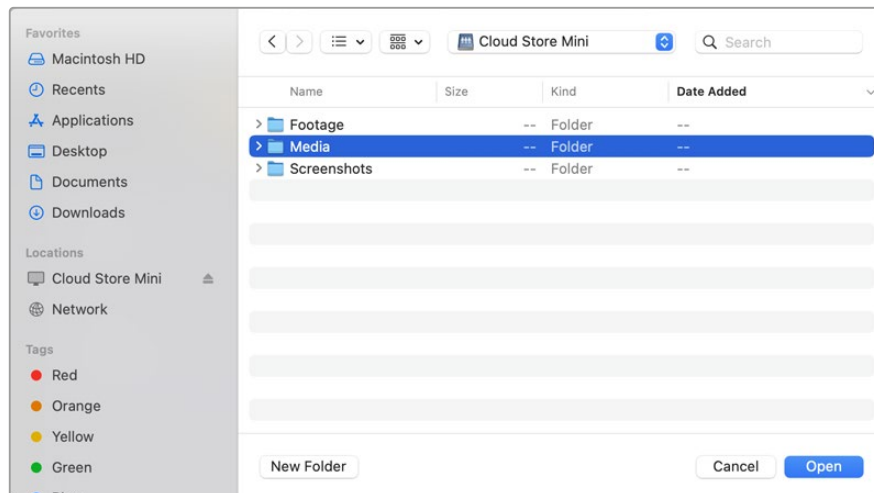 Favorites
Macintosh HD
Recents
Applications
Desktop
Documents
Downloads
Locations
Cloud Store Mini
Network
Tags
Red
Orange
Yellow
Green
Cloud Store Mini
Search
Name Size Kind Date Added
Footage -- Folder --
Media -- Folder --
Screenshots -- Folder --
New Folder Cancel Open